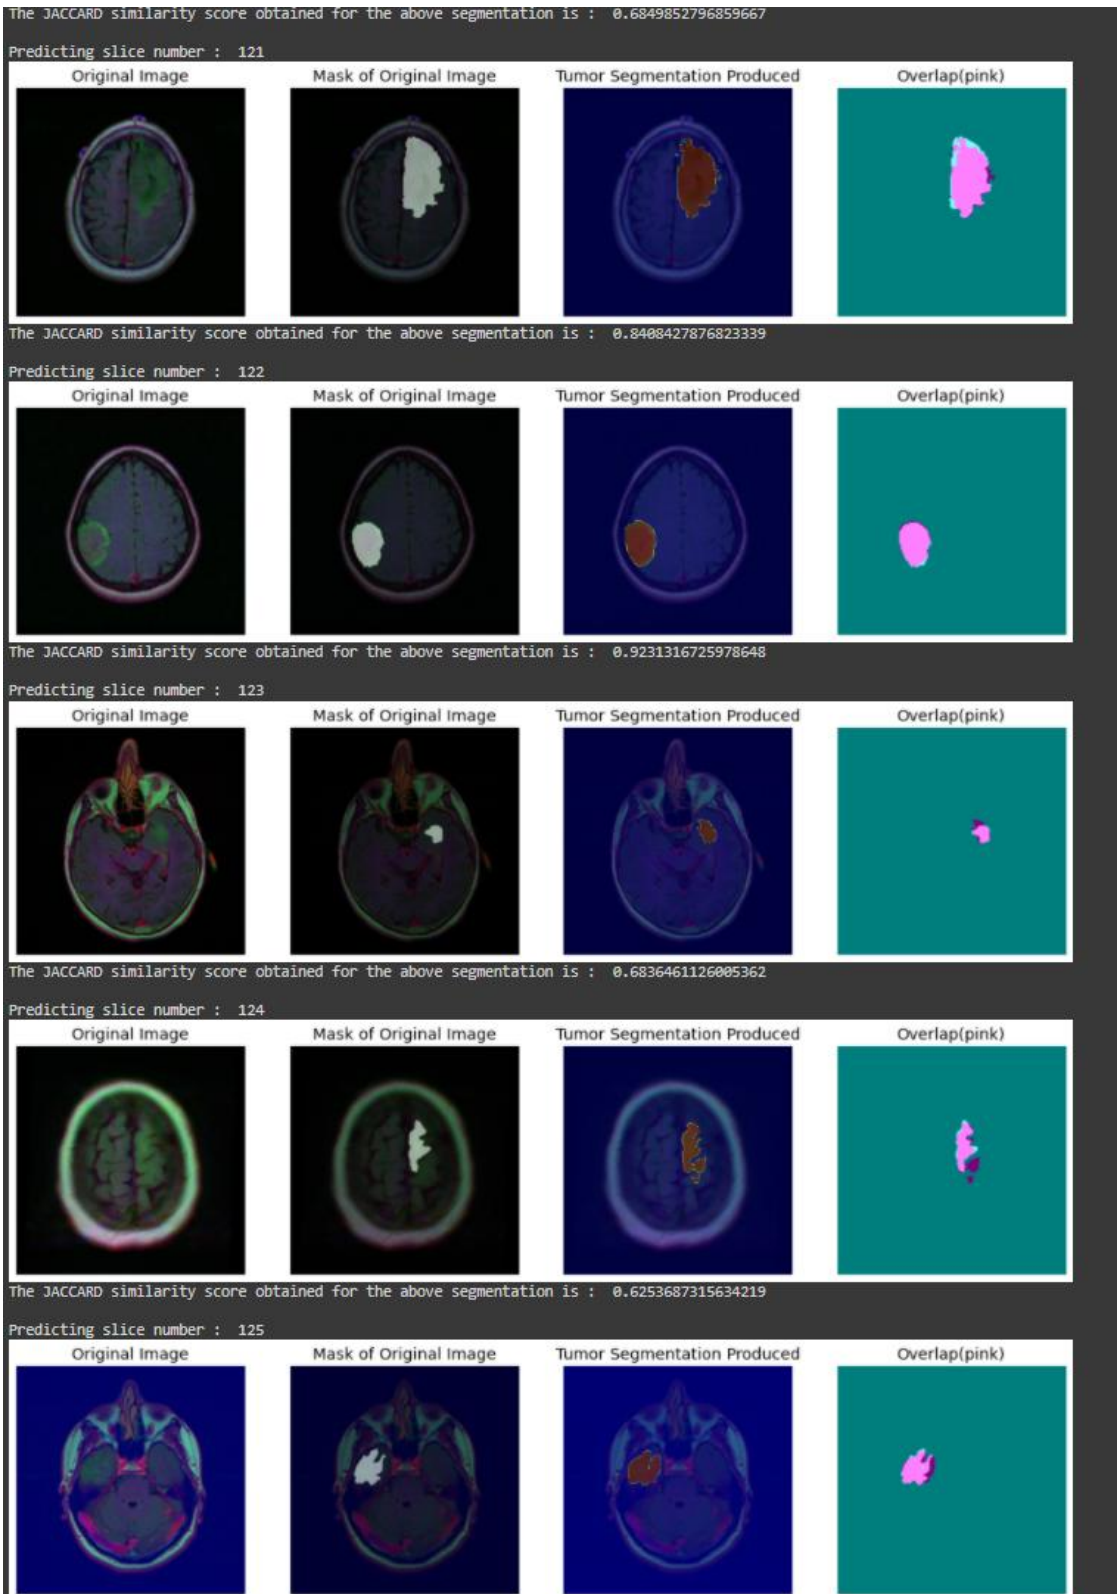 The JACCARD similarity score obtained for the above segmentation is :  0.6849852796859667
Predicting slice number :  121
Original Image Mask of Original Image Tumor Segmentation Produced Overlap(pink)
The JACCARD similarity score obtained for the above segmentation is :  0.8408427876823339
Predicting slice number :  122
Original Image Mask of Original Image Tumor Segmentation Produced Overlap(pink)
The JACCARD similarity score obtained for the above segmentation is :  0.9231316725978648
Predicting slice number :  123
Original Image Mask of Original Image Tumor Segmentation Produced Overlap(pink)
The JACCARD similarity score obtained for the above segmentation is :  0.6836461126005362
Predicting slice number :  124
Original Image Mask of Original Image Tumor Segmentation Produced Overlap(pink)
The JACCARD similarity score obtained for the above segmentation is :  0.6253687315634219
Predicting slice number :  125
Original Image Mask of Original Image Tumor Segmentation Produced Overlap(pink)